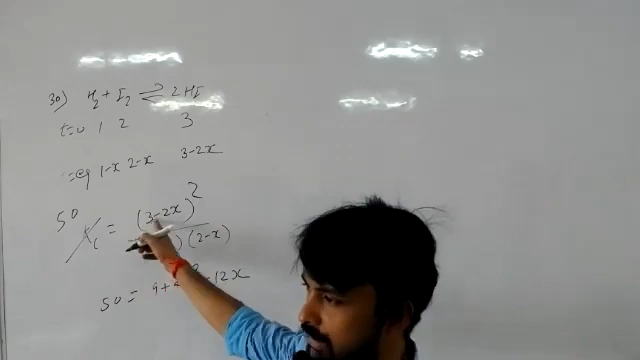 30) H₂ + I₂ ⇌ 2HI
t=0 1 2 3
=eq 1-x 2-x 3-2x
50 Kc = (3-2x)² ) (2-x)
50 = 9+ -12x